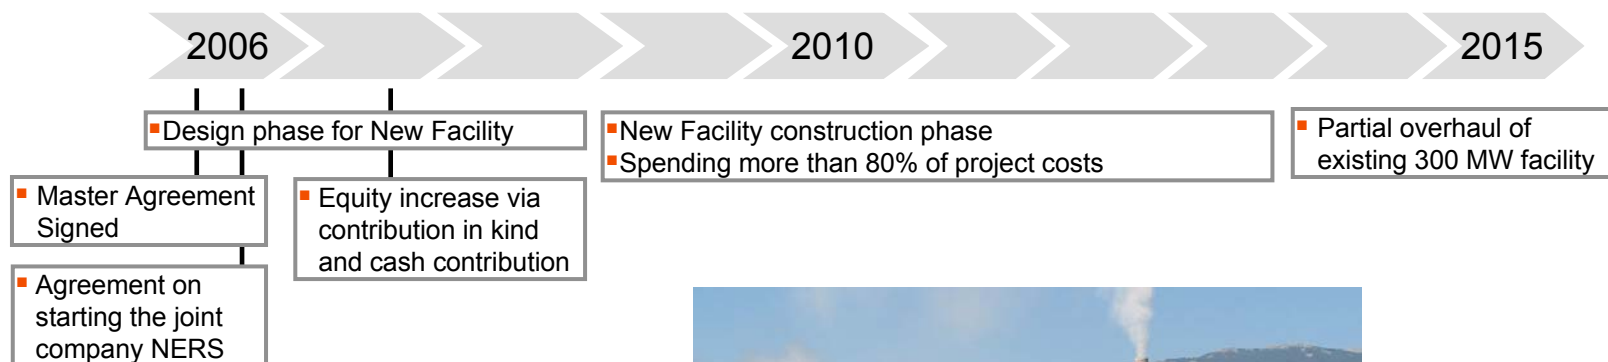 2006 2010 2015
▪Design phase for New Facility
▪New Facility construction phase
▪Spending more than 80% of project costs
▪ Partial overhaul of
existing 300 MW facility
▪ Master Agreement
Signed
▪ Equity increase via
contribution in kind
and cash contribution
▪ Agreement on
starting the joint
company NERS